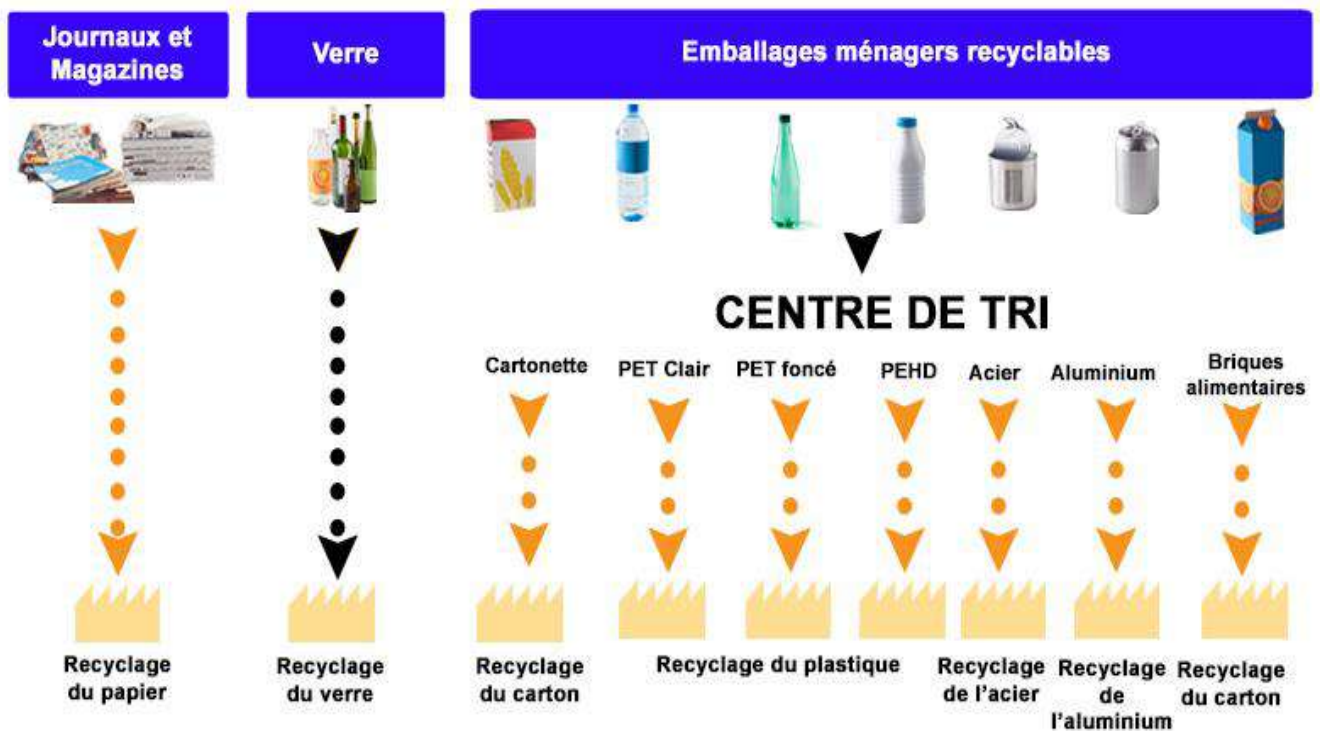 Journaux et
Magazines
Verre
Emballages ménagers recyclables
CENTRE DE TRI
Cartonette
PET Clair
PET foncé
PEHD
Acier
Aluminium
Briques
alimentaires
Recyclage
du papier
Recyclage
du verre
Recyclage
du carton
Recyclage du plastique
Recyclage
de l'acier
Recyclage
de
l'aluminium
Recyclage
du carton